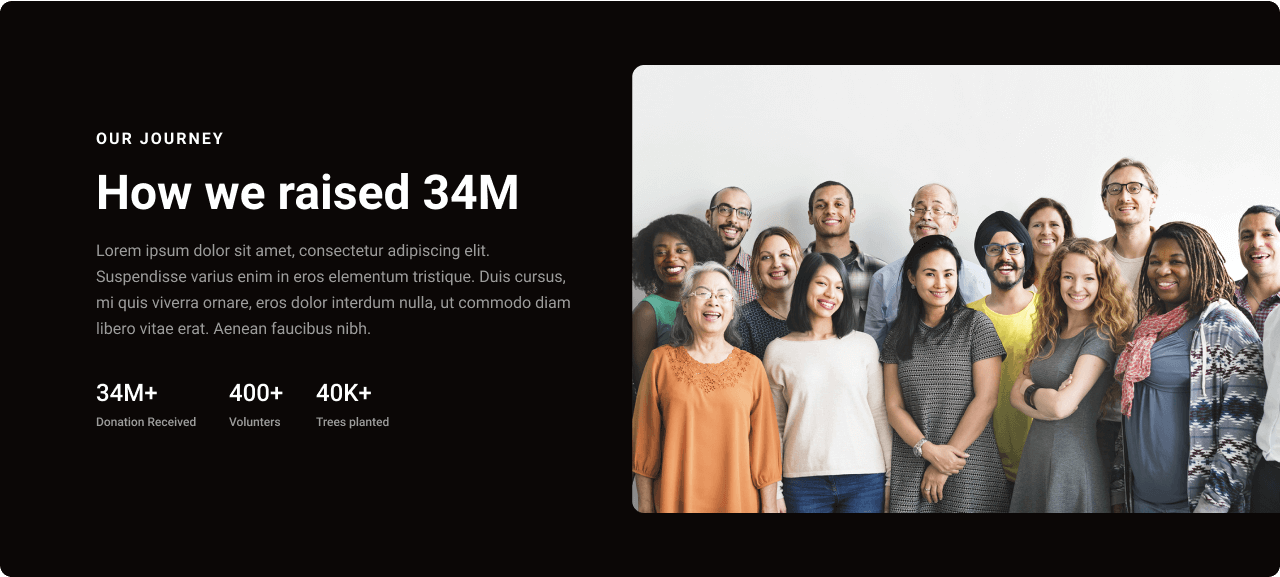 OUR JOURNEY
How we raised 34M
Lorem ipsum dolor sit amet, consectetur adipiscing elit.
Suspendisse varius enim in eros elementum tristique. Duis cursus,
mi quis viverra ornare, eros dolor interdum nulla, ut commodo diam
libero vitae erat. Aenean faucibus nibh.
34M+ 400+ 40K+
Donation Received Volunters Trees planted